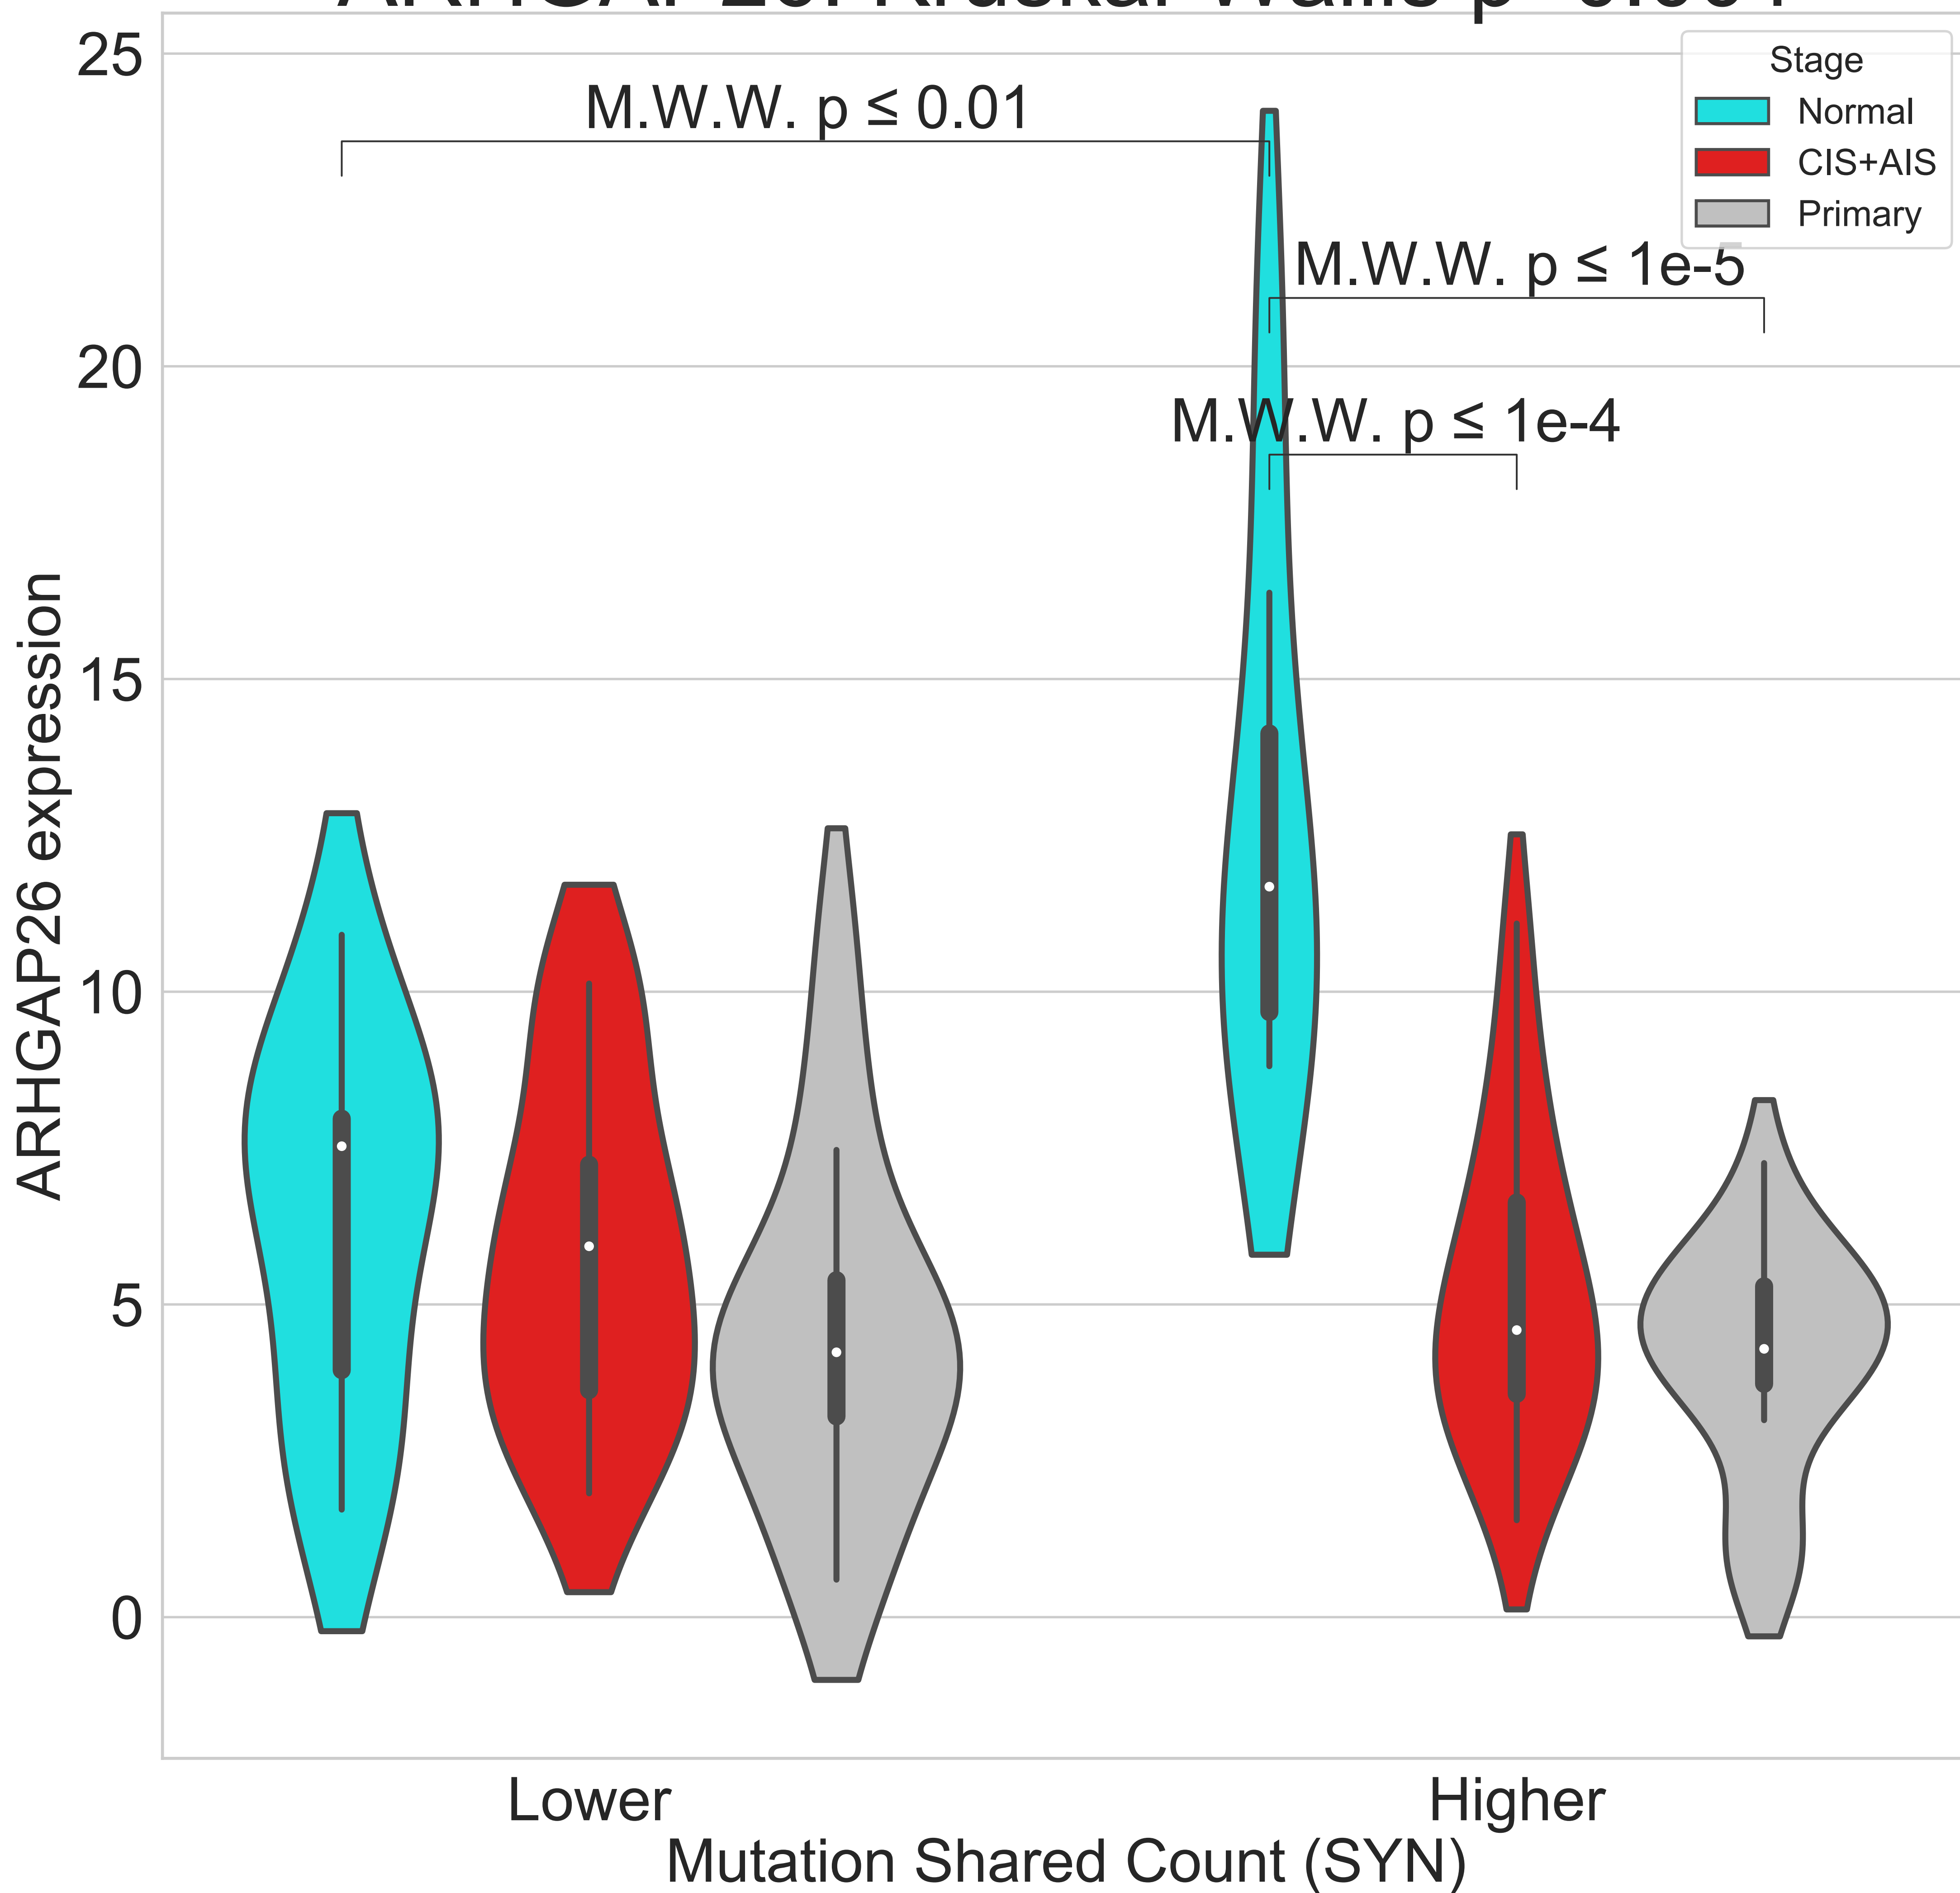 25
M.W.W. p ≤ 0.01
Stage
Normal
CIS+AIS
Primary
M.W.W. p ≤ 1e-5
20
M.W.W. p ≤ 1e-4
15
10
5
0
ARHGAP26 expression
Lower
Higher
Mutation Shared Count (SYN)